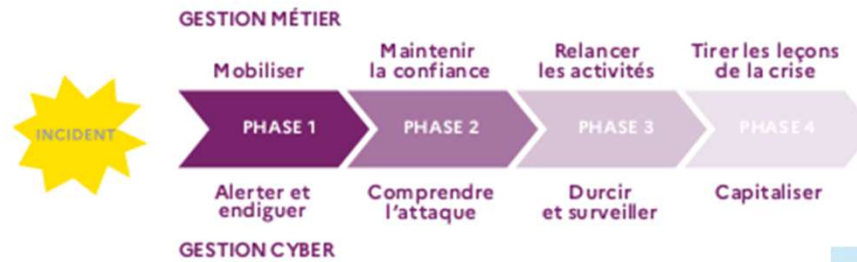 GESTION MÉTIER
Mobiliser
Maintenir
la confiance
Relancer
les activités
Tirer les leçons
de la crise
INCIDENT
PHASE 1
PHASE 2
PHASE 3
PHASE 4
Alerter et
endiguer
Comprendre
l'attaque
Durcir
et surveiller
Capitaliser
GESTION CYBER